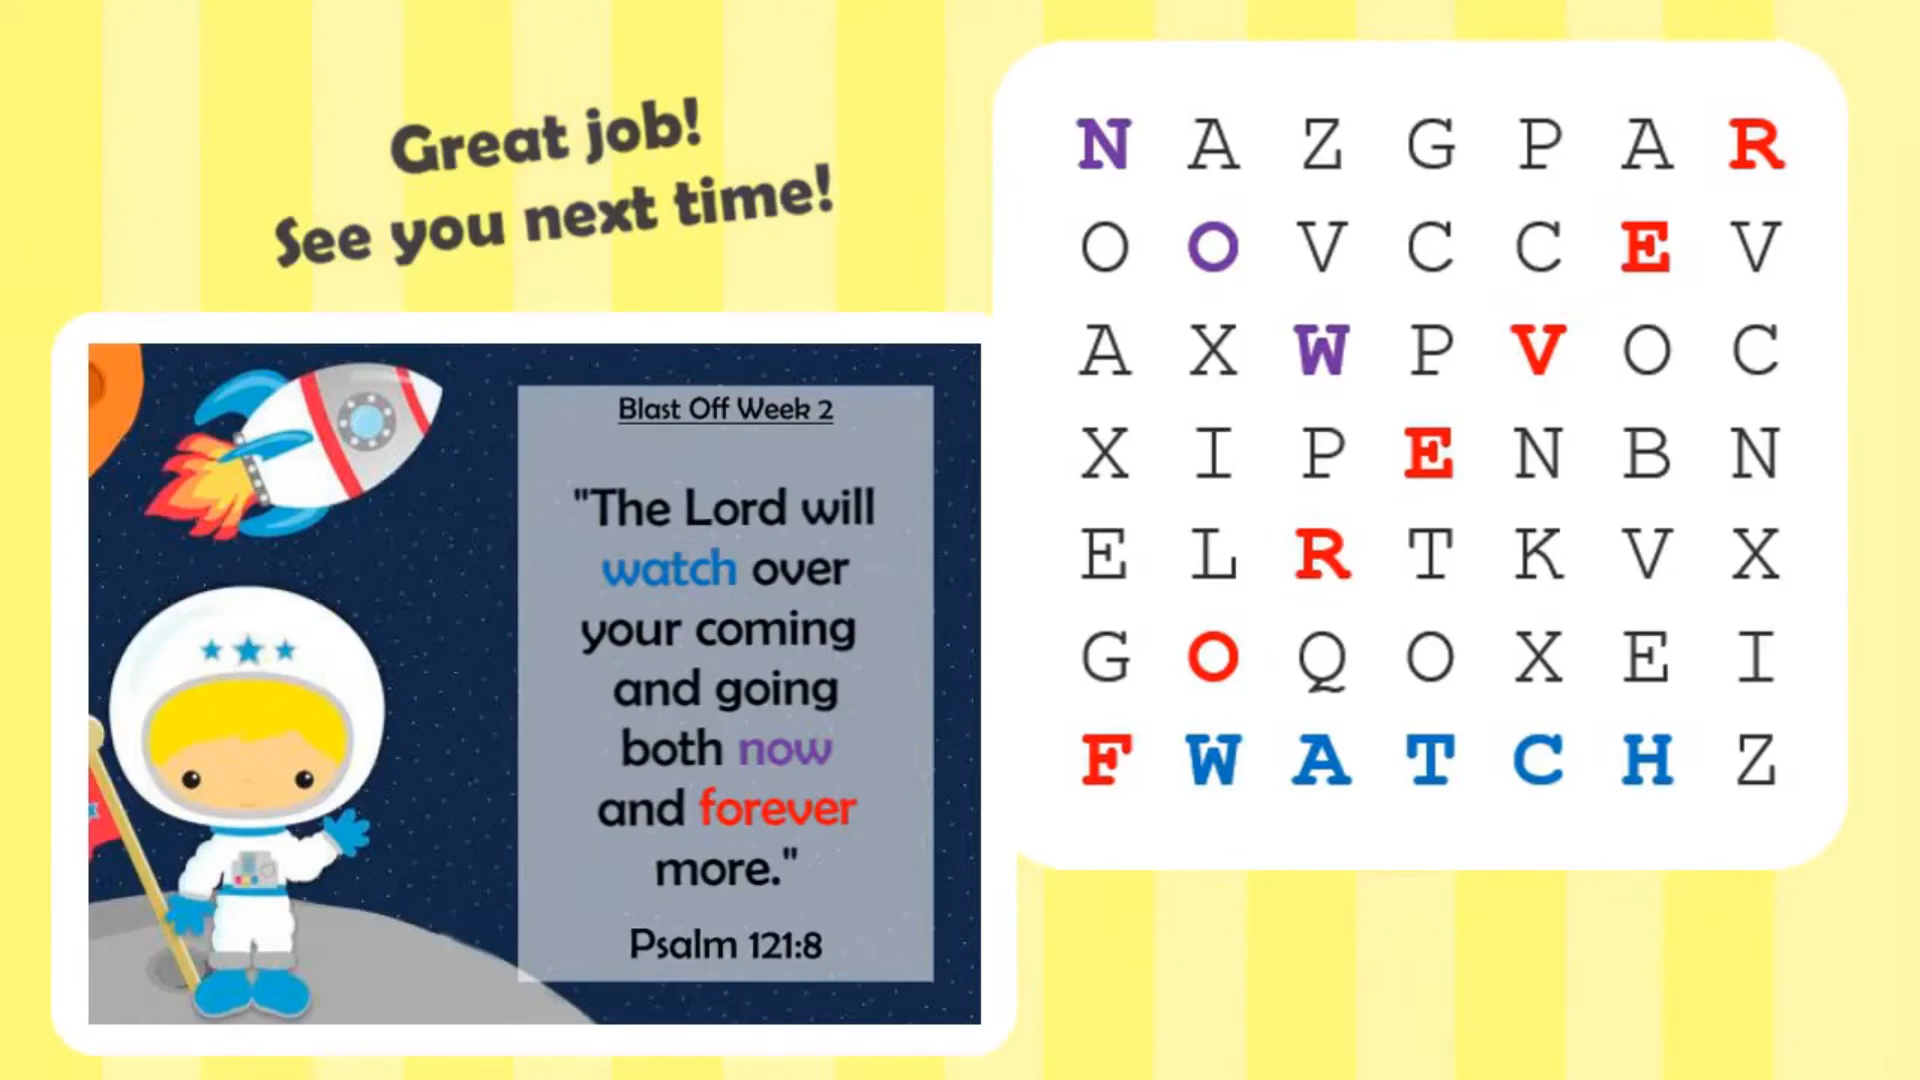 Great job!
See you next time!
Blast Off Week 2
"The Lord will
watch over
your coming
and going
both now
and forever
more."
Psalm 121:8
N A Z G P A R
O O V C C E V
A X W P V O C
X I P E N B N
E L R T K V X
G O Q O X E I
F W A T C H Z